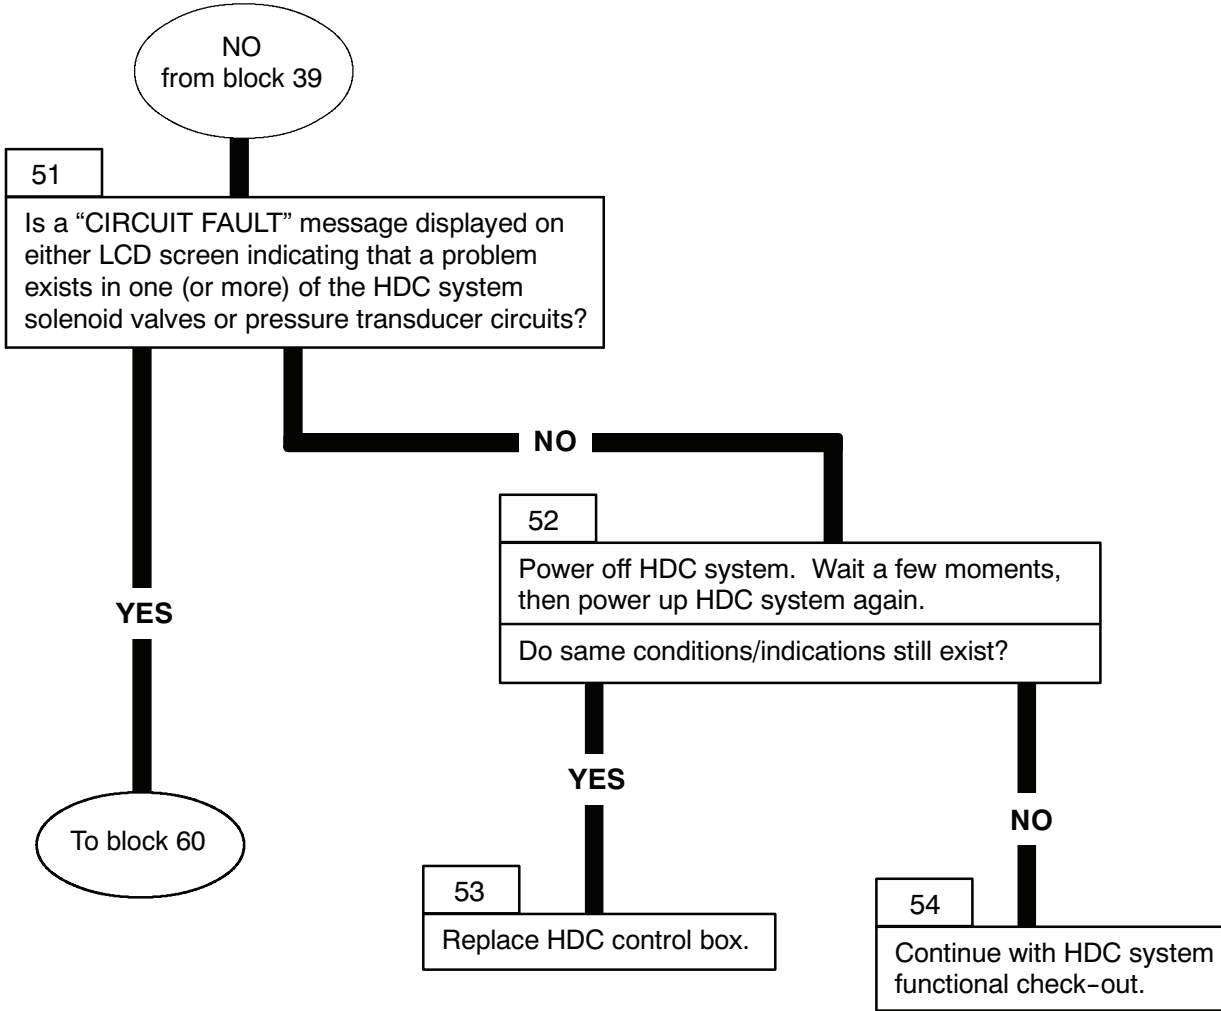 NO
from block 39
51
Is a “CIRCUIT FAULT” message displayed on
either LCD screen indicating that a problem
exists in one (or more) of the HDC system
solenoid valves or pressure transducer circuits?
NO
52
Power off HDC system.  Wait a few moments,
then power up HDC system again.
Do same conditions/indications still exist?
YES
To block 60
YES
53
Replace HDC control box.
NO
54
Continue with HDC system
functional check-out.